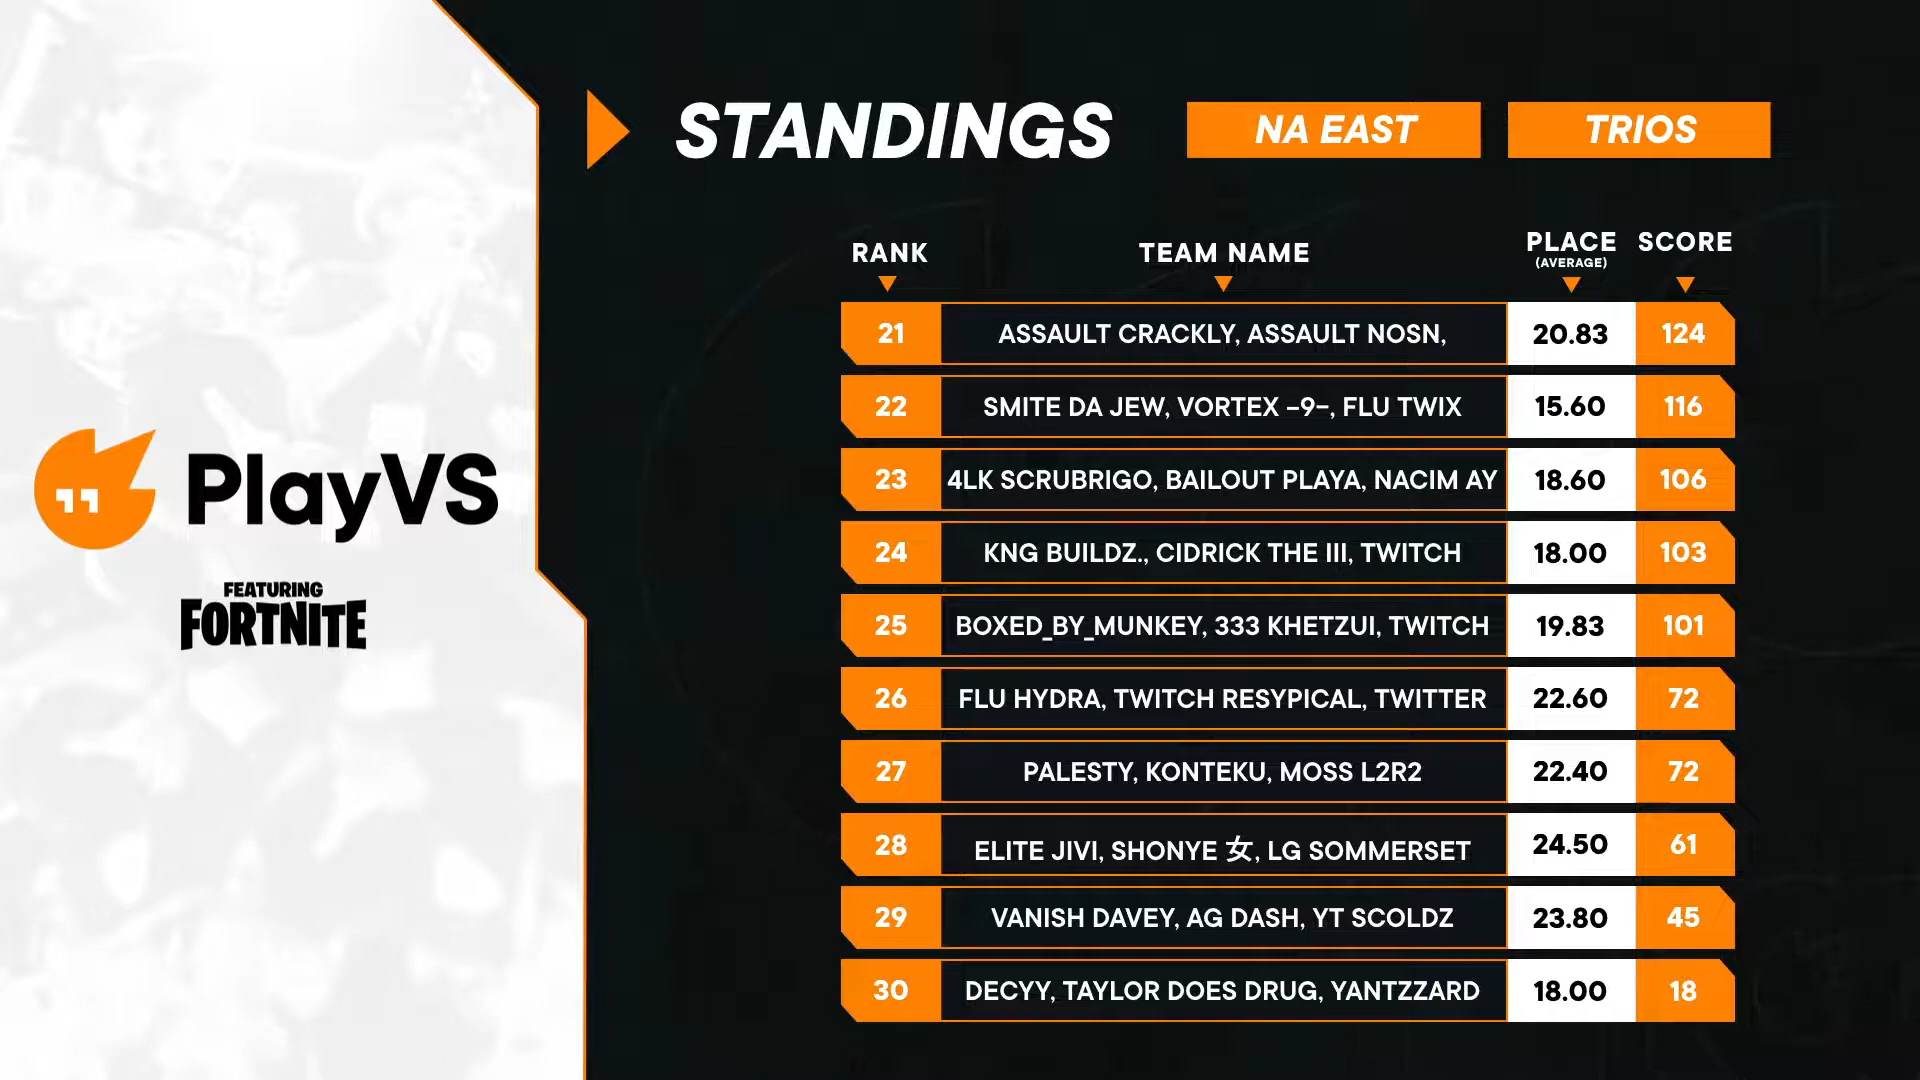 STANDINGS
NA EAST
TRIOS
RANK
TEAM NAME
PLACE
(AVERAGE)
SCORE
21 ASSAULT CRACKLY, ASSAULT NOSN, 20.83 124
22 SMITE DA JEW, VORTEX -9-, FLU TWIX 15.60 116
23 4LK SCRUBRIGO, BAILOUT PLAYA, NACIM AY 18.60 106
24 KNG BUILDZ., CIDRICK THE III, TWITCH 18.00 103
25 BOXED_BY_MUNKEY, 333 KHETZUI, TWITCH 19.83 101
26 FLU HYDRA, TWITCH RESYPICAL, TWITTER 22.60 72
27 PALESTY, KONTEKU, MOSS L2R2 22.40 72
28 ELITE JIVI, SHONYE 女, LG SOMMERSET 24.50 61
29 VANISH DAVEY, AG DASH, YT SCOLDZ 23.80 45
30 DECYY, TAYLOR DOES DRUG, YANTZZARD 18.00 18
PlayVS
FEATURING
FORTNITE